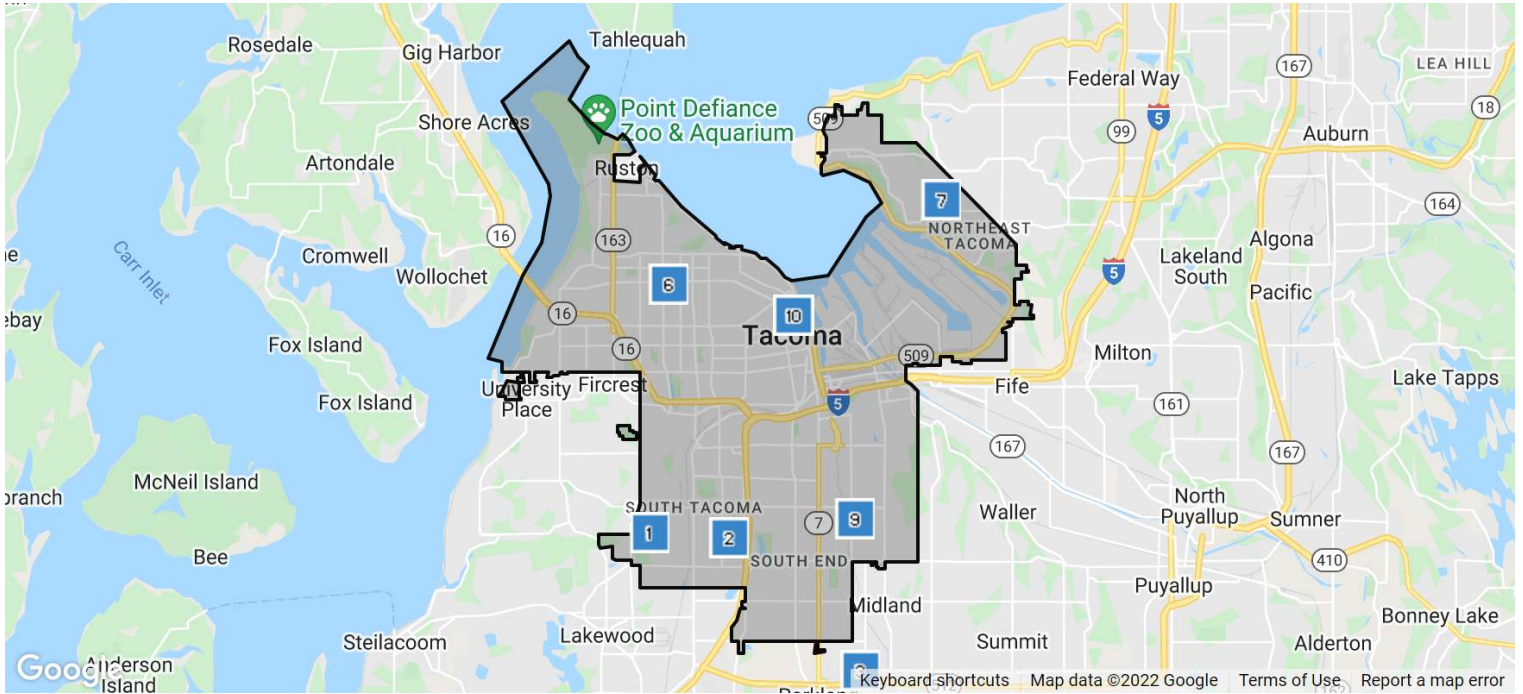 Rosedale
Gig Harbor
Tahlequah
167
LEA HILL
Federal Way
Point Defiance
Zoo & Aquarium
5
18
Shore Acres
509
99
Auburn
Artondale
Ruston
7
164
16
163
NORTHEAST
TACOMA
Algona
Carr Inlet
Cromwell
Lakeland
South
Wollochet
6
5
Pacific
16
10
Tacoma
Fox Island
16
509
Milton
University
Place
Fircrest
Fife
Lake Tapps
Fox Island
5
161
167
167
McNeil Island
SOUTH TACOMA
North
Puyallup
Waller
Sumner
1
2
7
9
Bee
SOUTH END
410
Puyallup
Midland
Bonney Lake
Steilacoom
Lakewood
Summit
Alderton
Google
Anderson
Island
Keyboard shortcuts
Map data ©2022 Google
Terms of Use
Report a map error